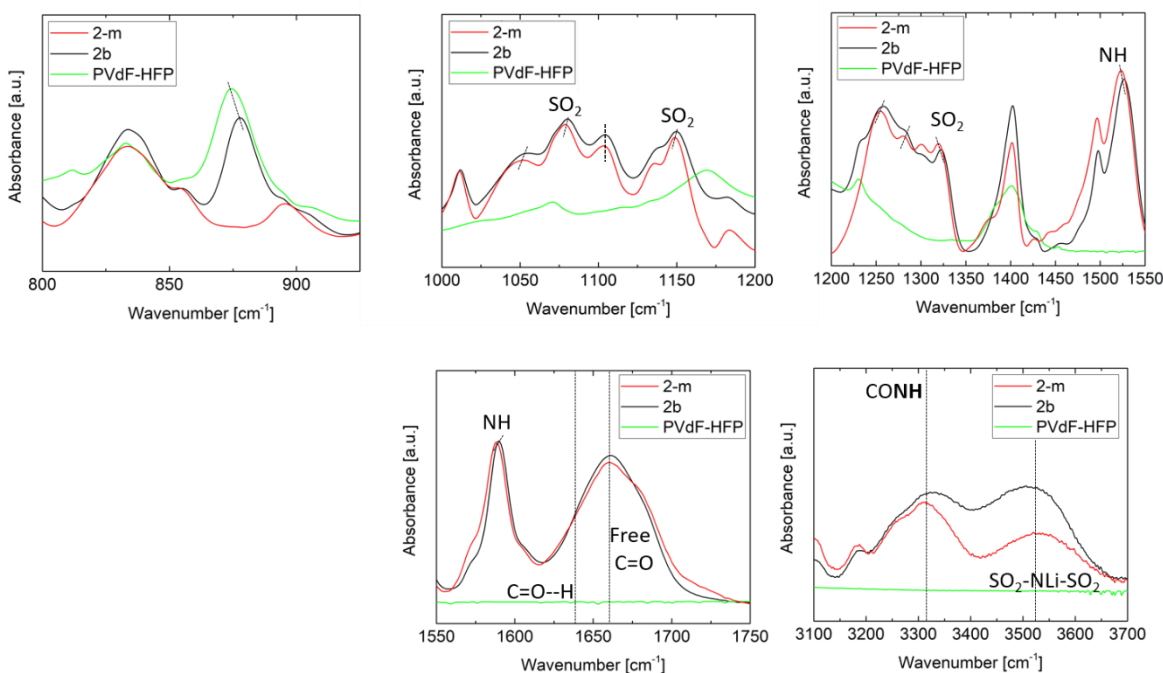 2-m
2b
PVdF-HFP
Absorbance [a.u.]
800
850
900
Wavenumber [cm⁻¹]
2-m
2b
PVdF-HFP
SO₂
SO₂
Absorbance [a.u.]
1000
1050
1100
1150
1200
Wavenumber [cm⁻¹]
2-m
2b
PVdF-HFP
NH
SO₂
Absorbance [a.u.]
1200
1250
1300
1350
1400
1450
1500
1550
Wavenumber [cm⁻¹]
2-m
2b
PVdF-HFP
NH
Free
C=O
C=O--H
Absorbance [a.u.]
1550
1600
1650
1700
1750
Wavenumber [cm⁻¹]
CONH
2-m
2b
PVdF-HFP
SO₂-NLi-SO₂
Absorbance [a.u.]
3100
3200
3300
3400
3500
3600
3700
Wavenumber [cm⁻¹]